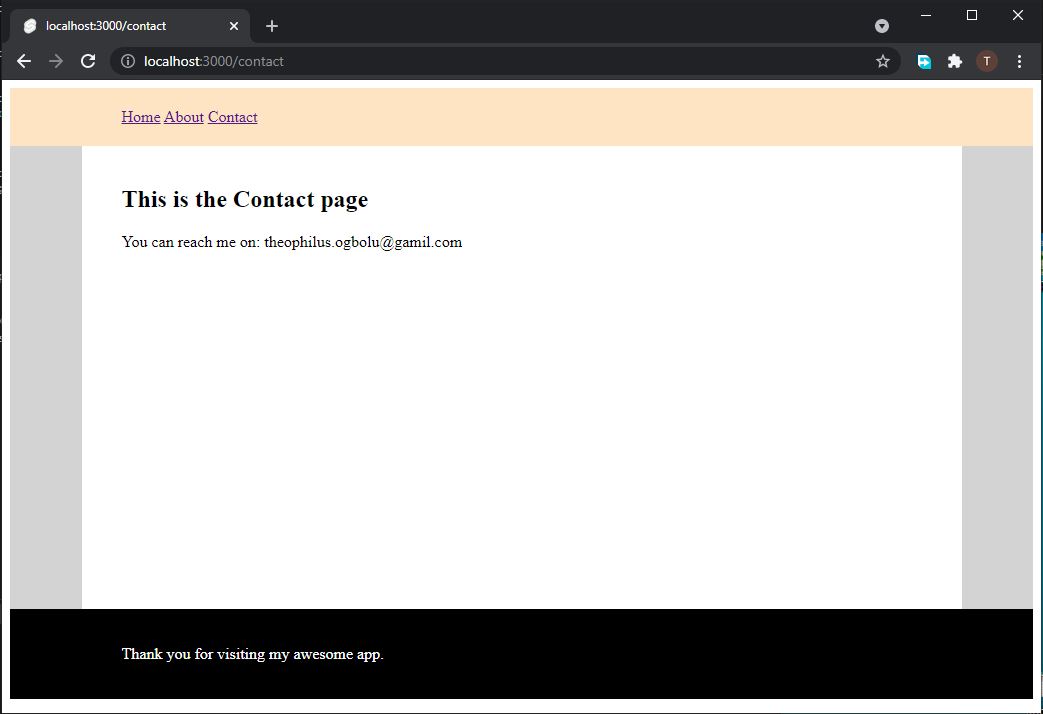 localhost:3000/contact
localhost:3000/contact
T
Home About Contact
This is the Contact page
You can reach me on: theophilus.ogbolu@gamil.com
Thank you for visiting my awesome app.